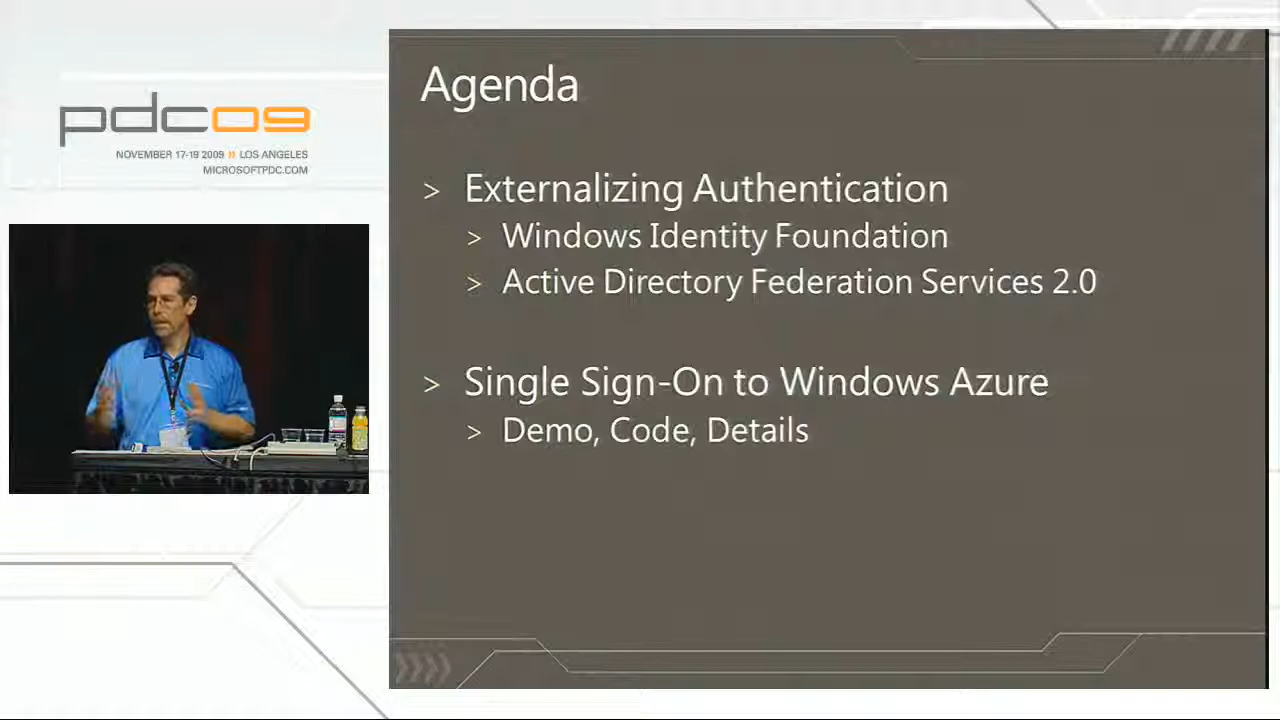 pdc09
NOVEMBER 17-19 2009 :: LOS ANGELES
MICROSOFTPDC.COM
Agenda
> Externalizing Authentication
> Windows Identity Foundation
> Active Directory Federation Services 2.0
> Single Sign-On to Windows Azure
> Demo, Code, Details